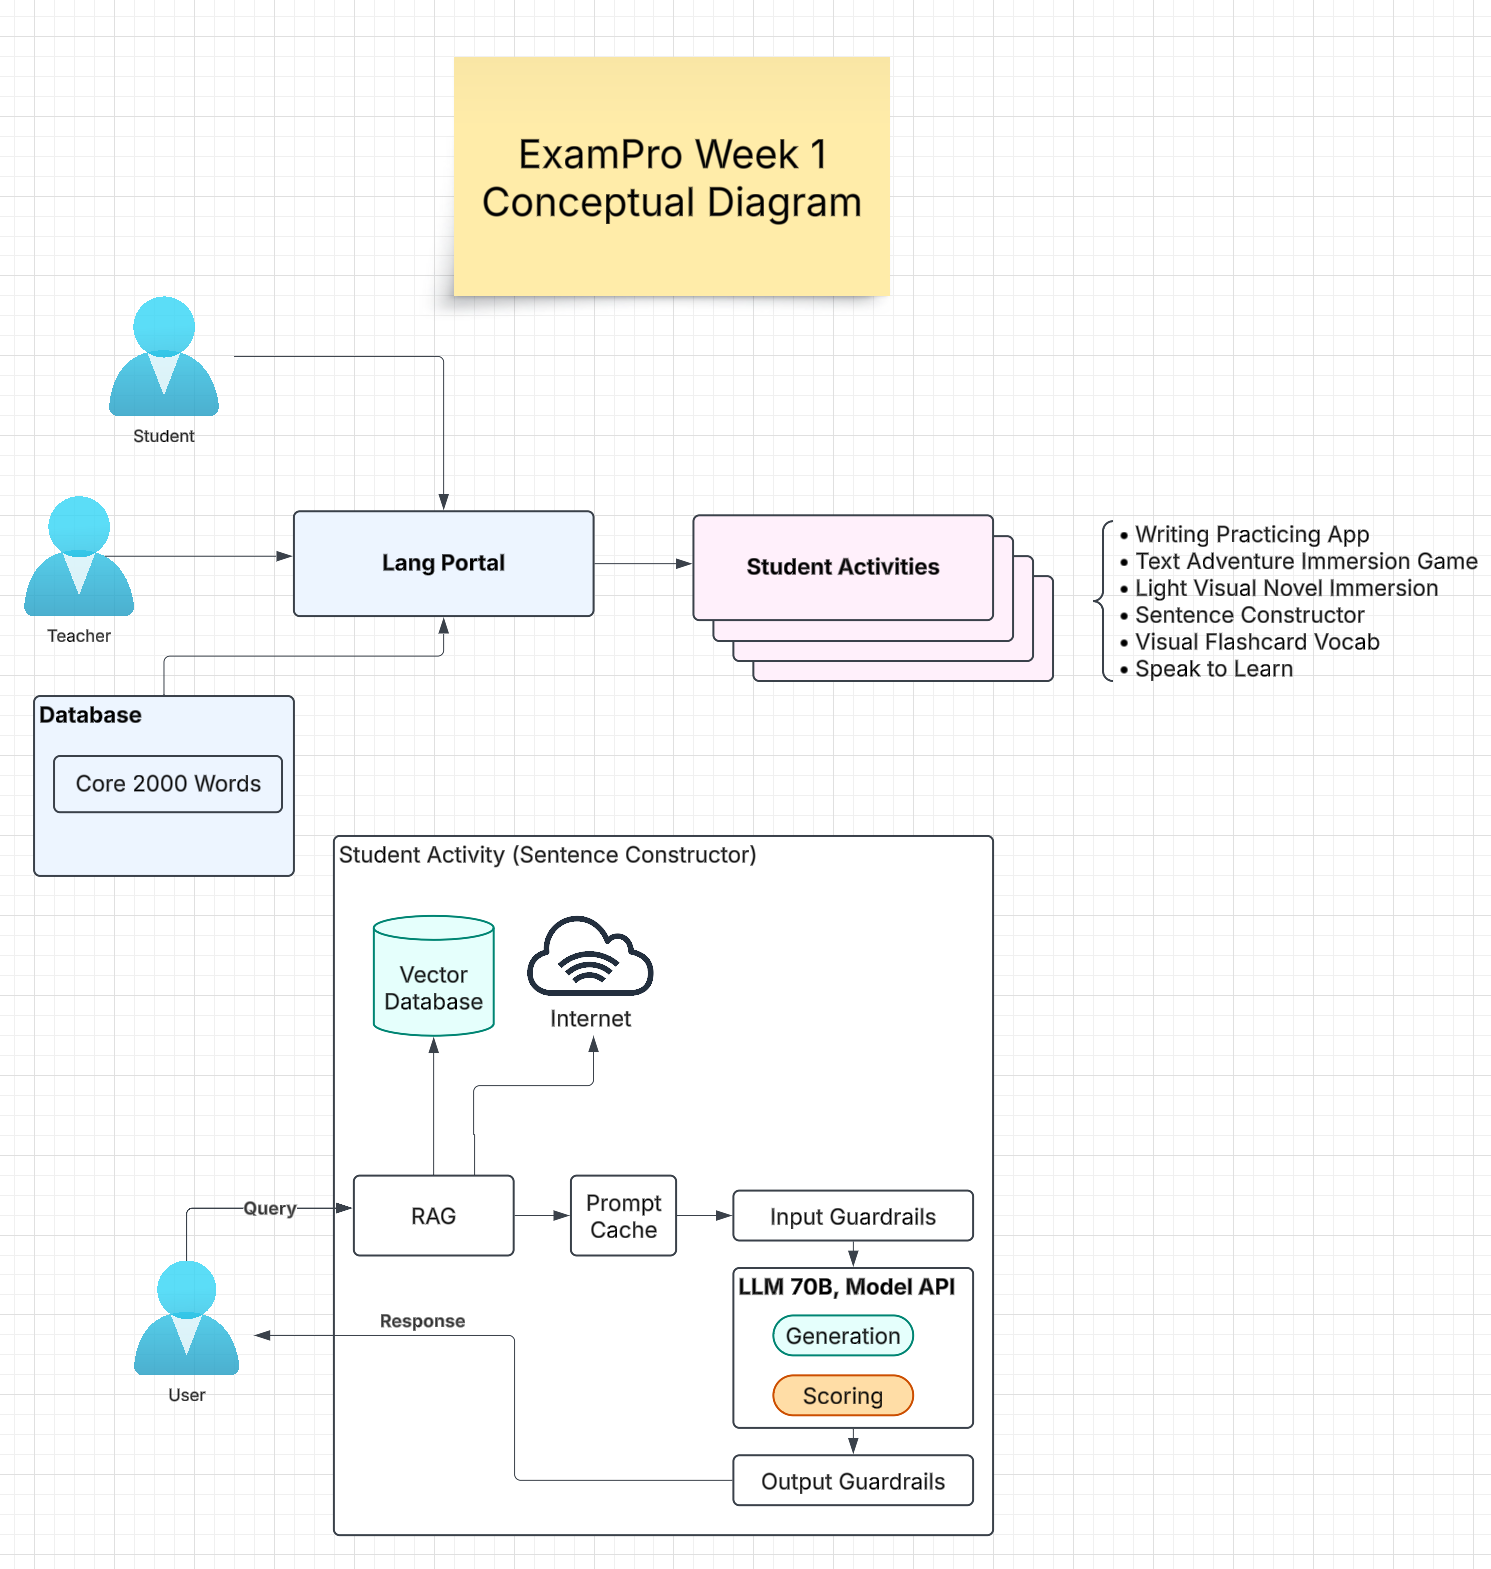 ExamPro Week 1
Conceptual Diagram
Student
Teacher
Lang Portal
Student Activities
• Writing Practicing App
• Text Adventure Immersion Game
• Light Visual Novel Immersion
• Sentence Constructor
• Visual Flashcard Vocab
• Speak to Learn
Database
Core 2000 Words
Student Activity (Sentence Constructor)
Vector
Database
Internet
Query
RAG
Prompt
Cache
Input Guardrails
LLM 70B, Model API
Generation
Scoring
Response
User
Output Guardrails